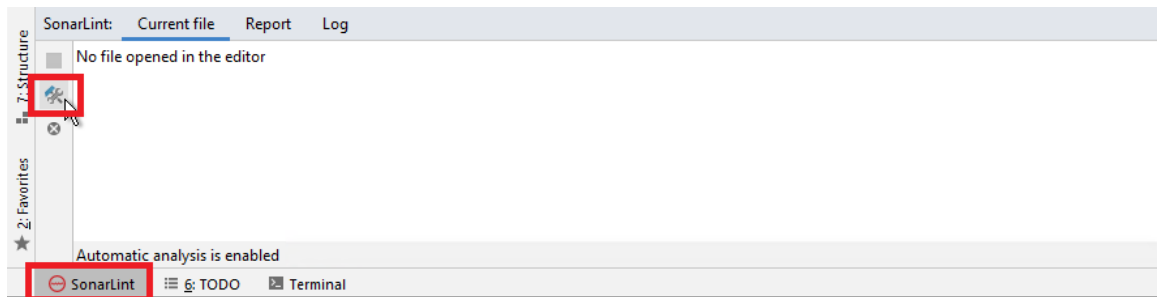 SonarLint: Current file Report Log
No file opened in the editor
7: Structure
2: Favorites
Automatic analysis is enabled
SonarLint 6: TODO Terminal